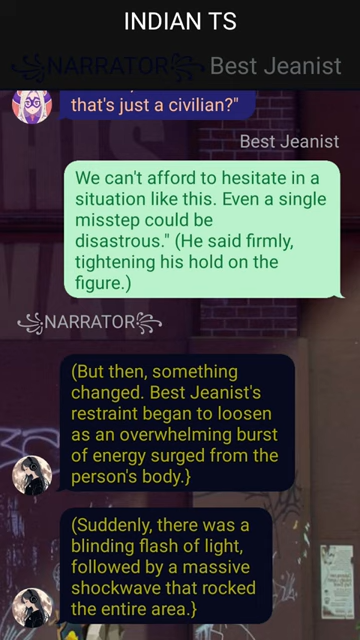 INDIAN TS
꧁NARRATOR꧂ Best Jeanist
that's just a civilian?"
Best Jeanist
We can't afford to hesitate in a
situation like this. Even a single
misstep could be
disastrous." (He said firmly,
tightening his hold on the
figure.)
꧁NARRATOR꧂
(But then, something
changed. Best Jeanist's
restraint began to loosen
as an overwhelming burst
of energy surged from the
person's body.}
(Suddenly, there was a
blinding flash of light,
followed by a massive
shockwave that rocked
the entire area.}